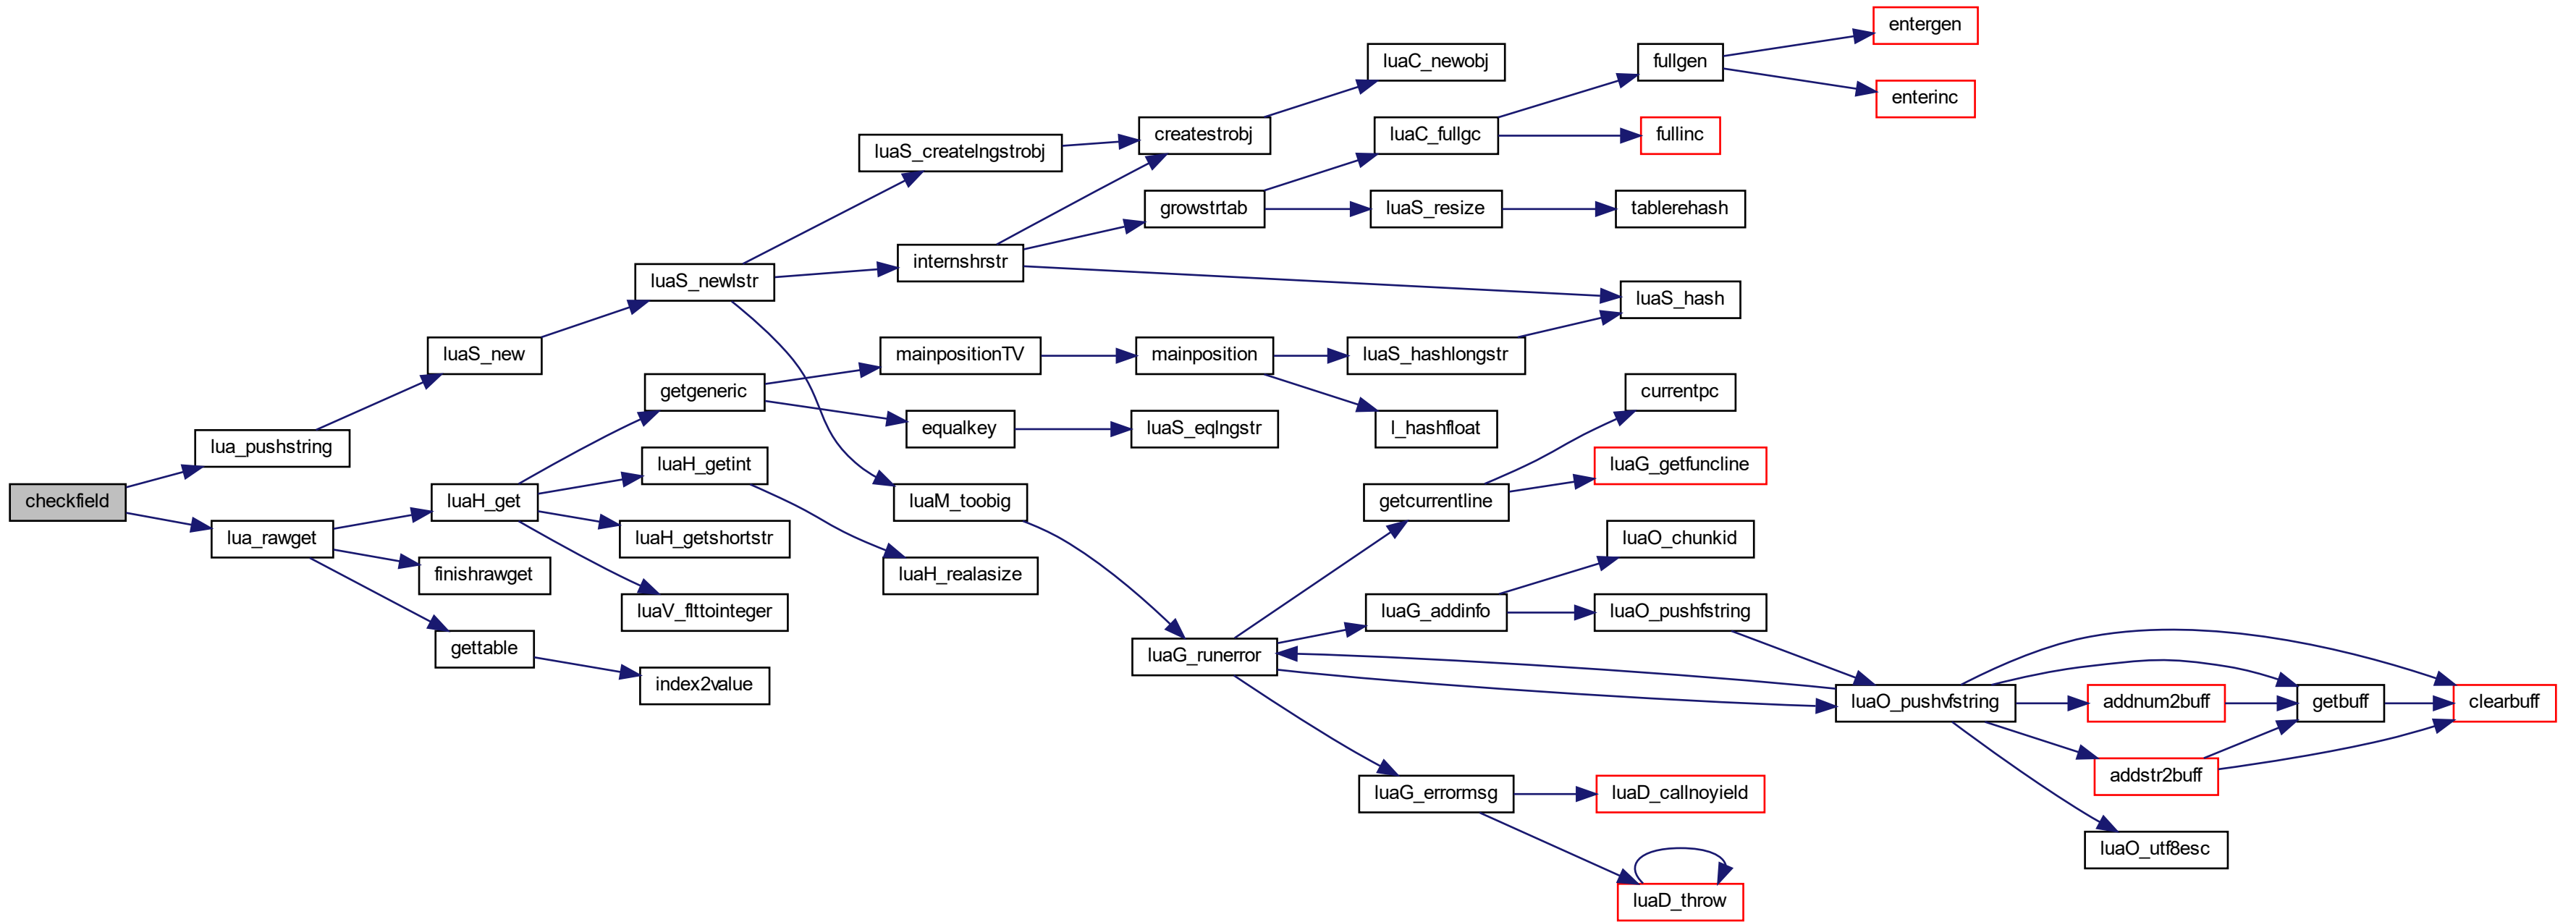 checkfield
lua_pushstring
lua_rawget
luaS_new
luaH_get
finishrawget
gettable
luaS_newlstr
getgeneric
luaH_getint
luaH_getshortstr
luaV_flttointeger
index2value
luaS_createlngstrobj
internshrstr
mainpositionTV
equalkey
luaM_toobig
luaH_realasize
createstrobj
growstrtab
mainposition
luaS_eqlngstr
luaG_runerror
luaC_newobj
luaC_fullgc
luaS_resize
luaS_hashlongstr
l_hashfloat
getcurrentline
luaG_addinfo
luaG_errormsg
fullgen
fullinc
tablerehash
luaS_hash
currentpc
luaG_getfuncline
luaO_chunkid
luaO_pushfstring
luaD_callnoyield
luaD_throw
entergen
enterinc
luaO_pushvfstring
addnum2buff
addstr2buff
luaO_utf8esc
getbuff
clearbuff